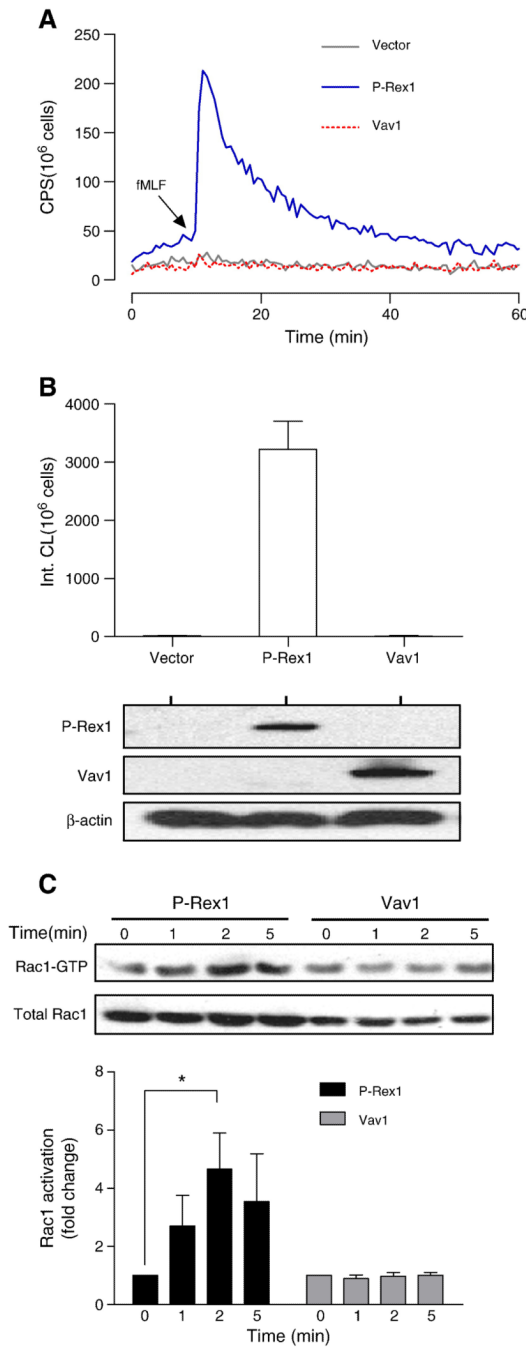 A
CPS(10⁶ cells)
250
200
150
100
50
0
Vector
P-Rex1
Vav1
fMLF
0 20 40 60
Time (min)
B
Int. CL(10⁶ cells)
4000
3000
2000
1000
0
Vector P-Rex1 Vav1
P-Rex1
Vav1
β-actin
C
P-Rex1 Vav1
Time(min) 0 1 2 5 0 1 2 5
Rac1-GTP
Total Rac1
Rac1 activation
(fold change)
8
6
4
2
0
*
P-Rex1
Vav1
0 1 2 5 0 1 2 5
Time (min)